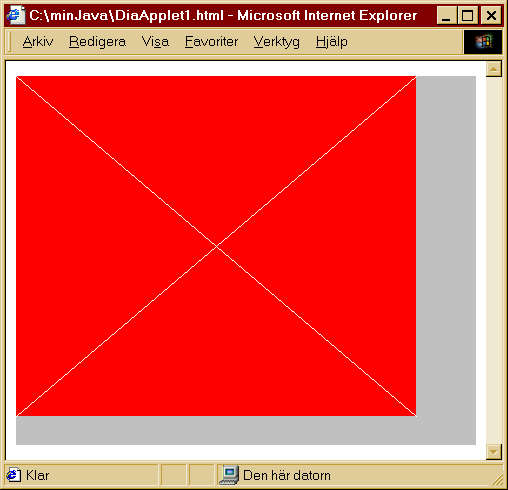 C:\minJava\DiaApplet1.html - Microsoft Internet Explorer
Arkiv Redigera Visa Favoriter Verktyg Hjälp
Klar Den här datorn